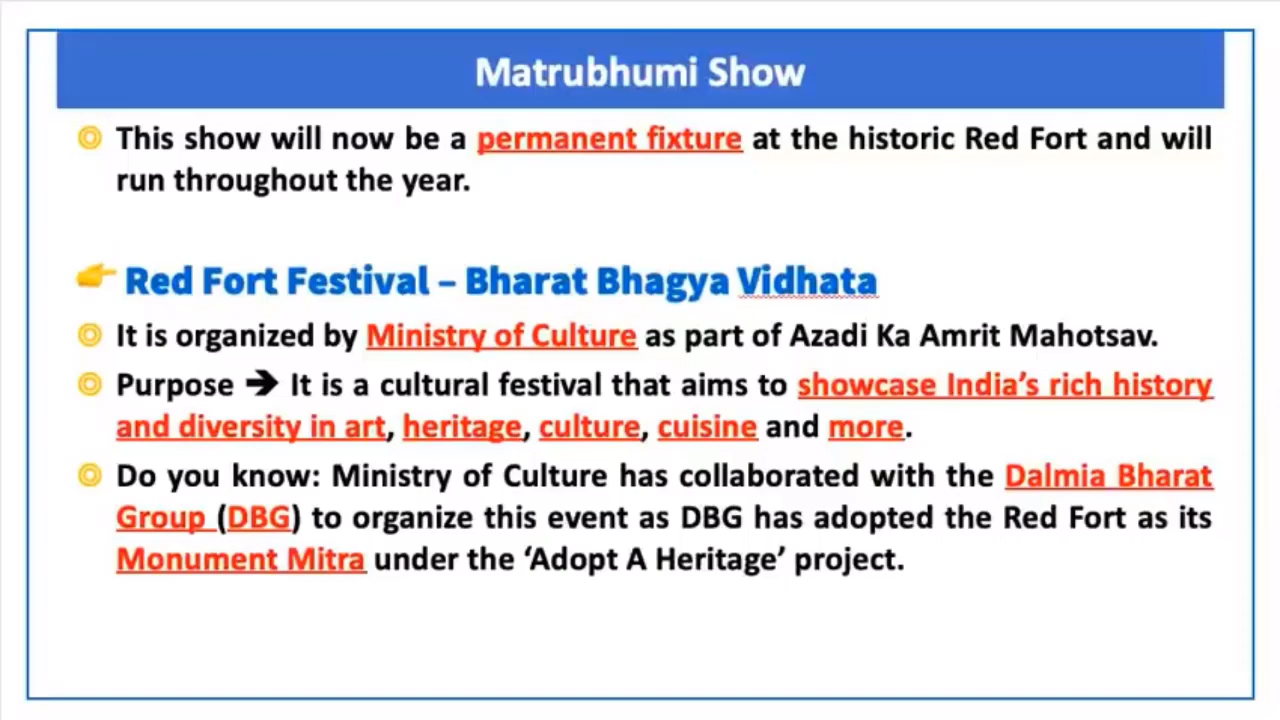 Matrubhumi Show
This show will now be a permanent fixture at the historic Red Fort and will
run throughout the year.
Red Fort Festival – Bharat Bhagya Vidhata
It is organized by Ministry of Culture as part of Azadi Ka Amrit Mahotsav.
Purpose ➔ It is a cultural festival that aims to showcase India’s rich history
and diversity in art, heritage, culture, cuisine and more.
Do you know: Ministry of Culture has collaborated with the Dalmia Bharat
Group (DBG) to organize this event as DBG has adopted the Red Fort as its
Monument Mitra under the ‘Adopt A Heritage’ project.